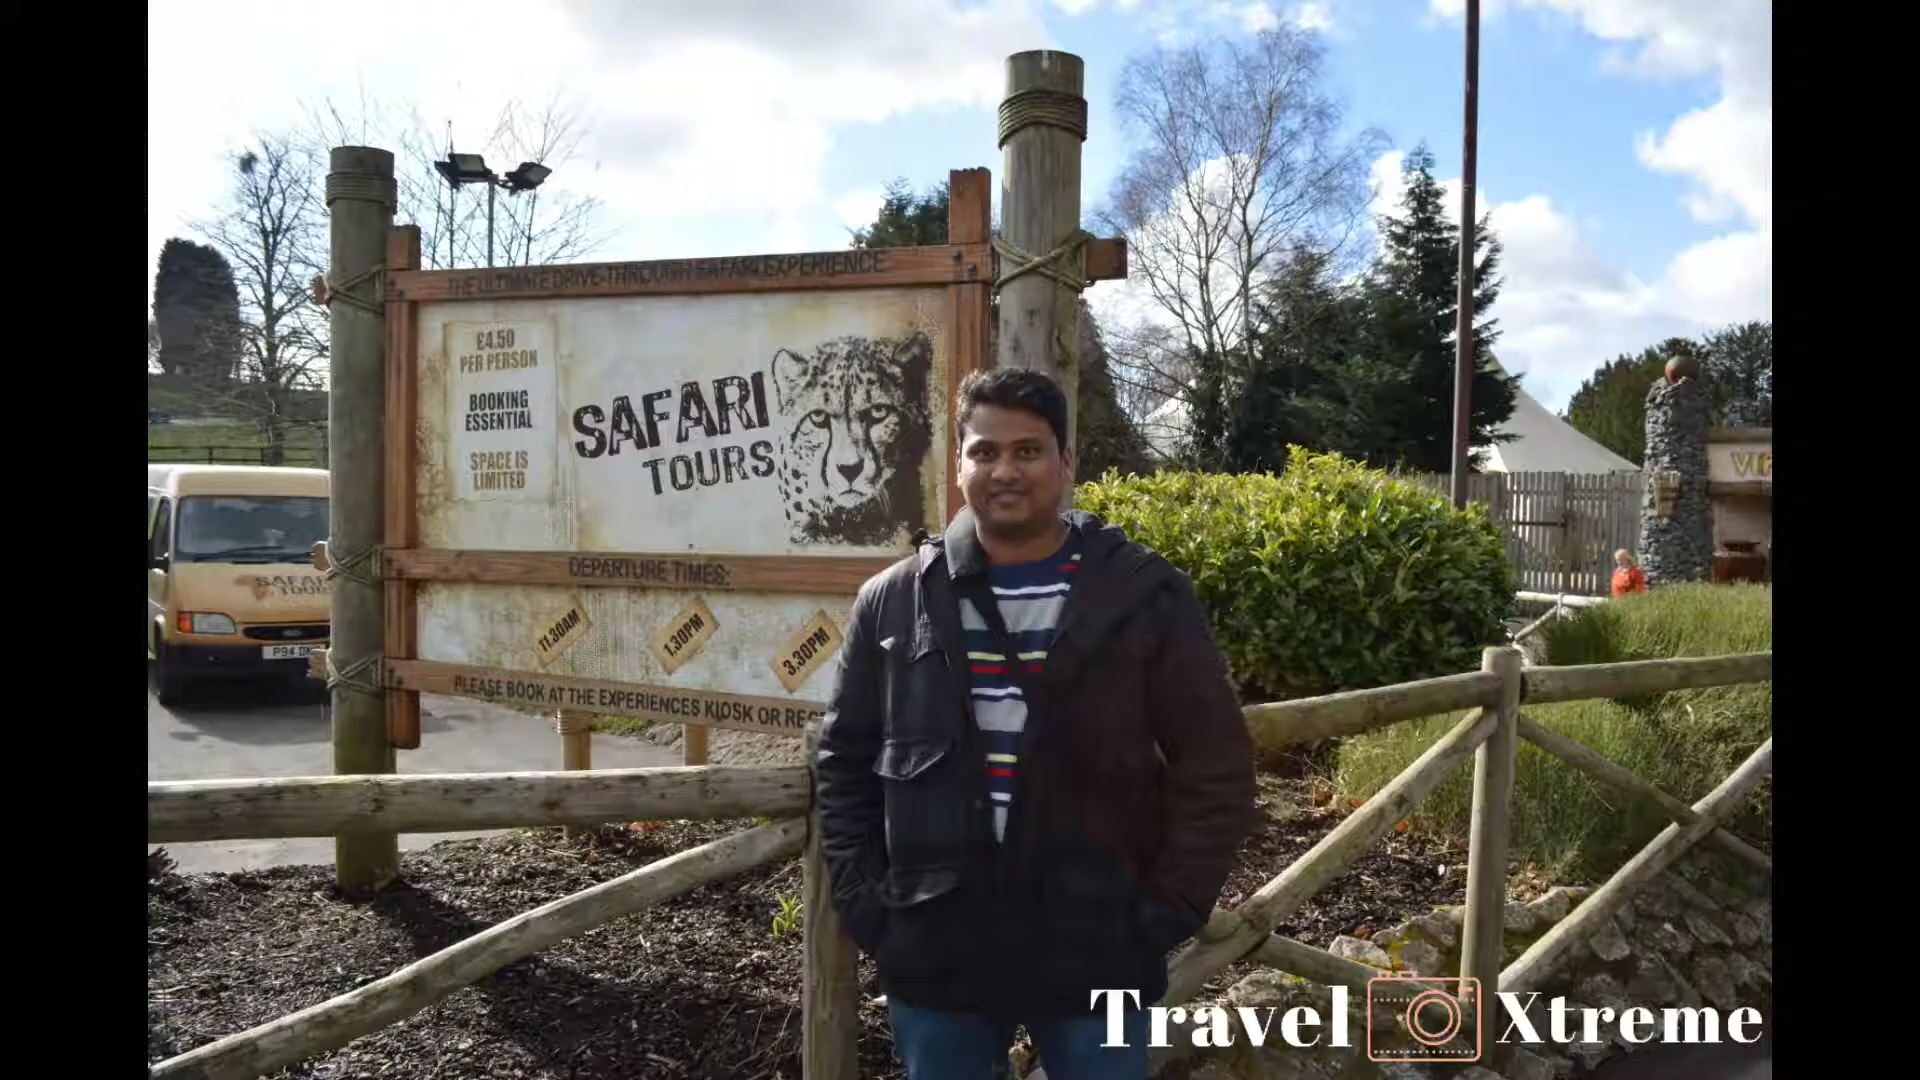 THE ULTIMATE DRIVE-THROUGH SAFARI EXPERIENCE
£4.50
PER PERSON
BOOKING
ESSENTIAL
SPACE IS
LIMITED
SAFARI
TOURS
DEPARTURE TIMES:
11.30AM
1.30PM
3.30PM
PLEASE BOOK AT THE EXPERIENCES KIOSK OR
SAFARI
TOURS
P94
Travel Xtreme